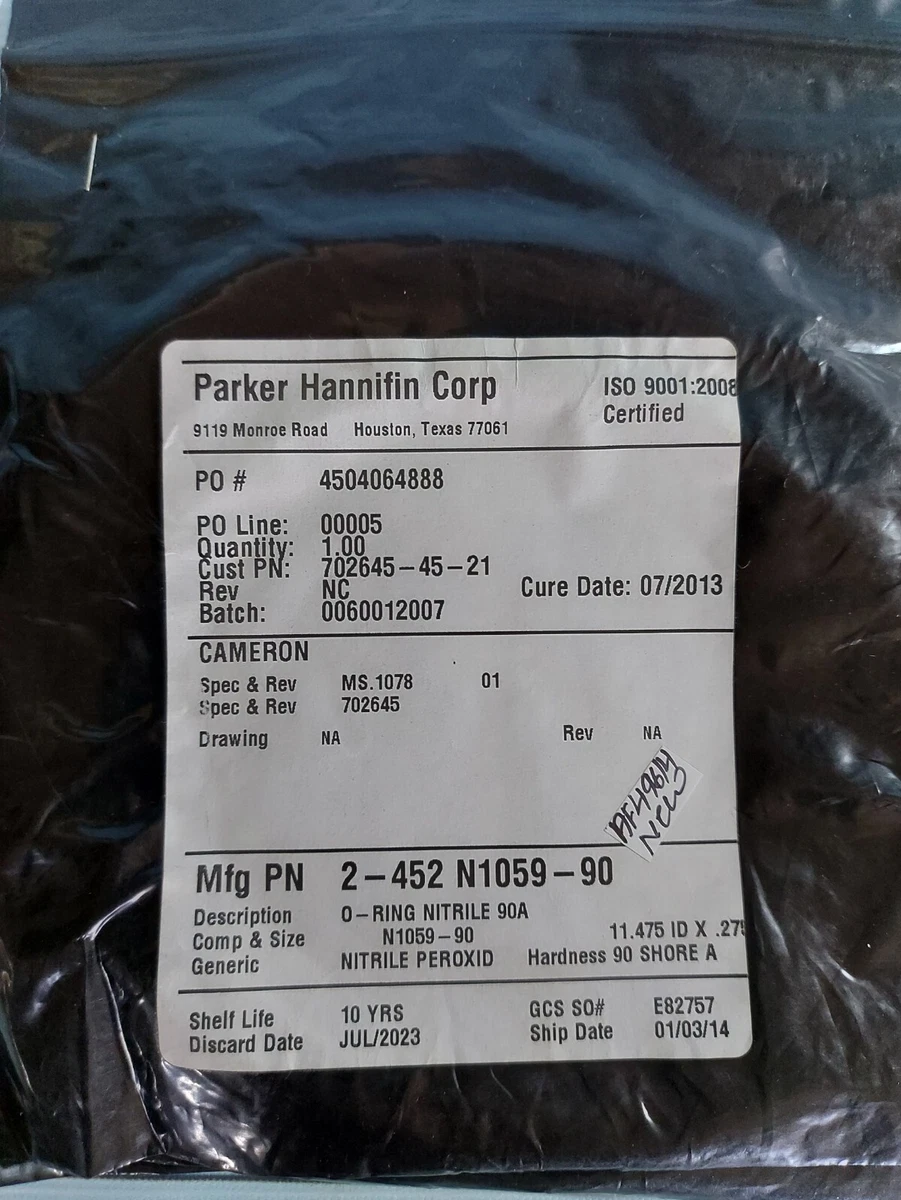 Parker Hannifin Corp
ISO 9001:2008
Certified
9119 Monroe Road Houston, Texas 77061
PO # 4504064888
PO Line: 00005
Quantity: 1.00
Cust PN: 702645-45-21
Rev NC
Cure Date: 07/2013
Batch: 0060012007
CAMERON
Spec & Rev MS.1078 01
Spec & Rev 702645
Drawing NA Rev NA
Mfg PN 2-452 N1059-90
Description O-RING NITRILE 90A
Comp & Size N1059-90 11.475 ID X .275
Generic NITRILE PEROXID Hardness 90 SHORE A
Shelf Life 10 YRS GCS SO# E82757
Discard Date JUL/2023 Ship Date 01/03/14